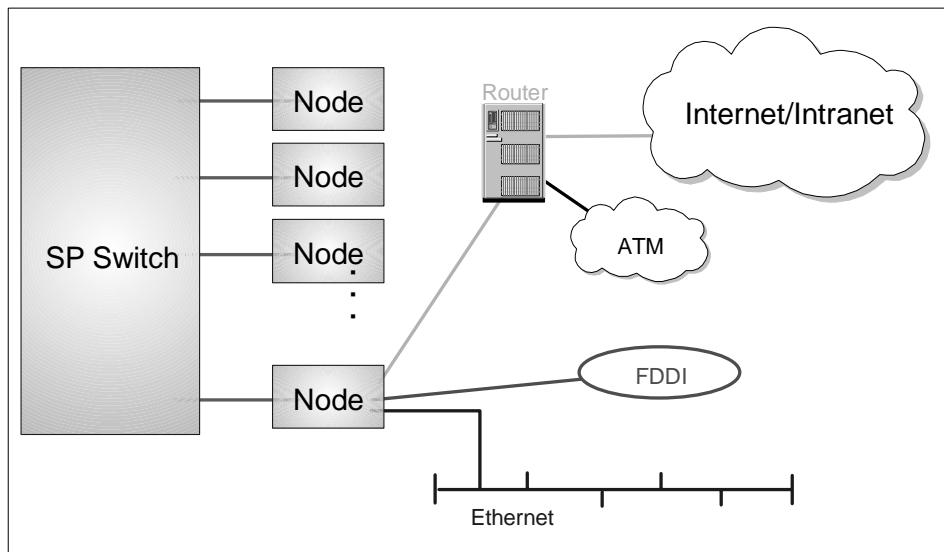 Node
Router
Internet/Intranet
Node
SP Switch
Node
ATM
Node
FDDI
Ethernet